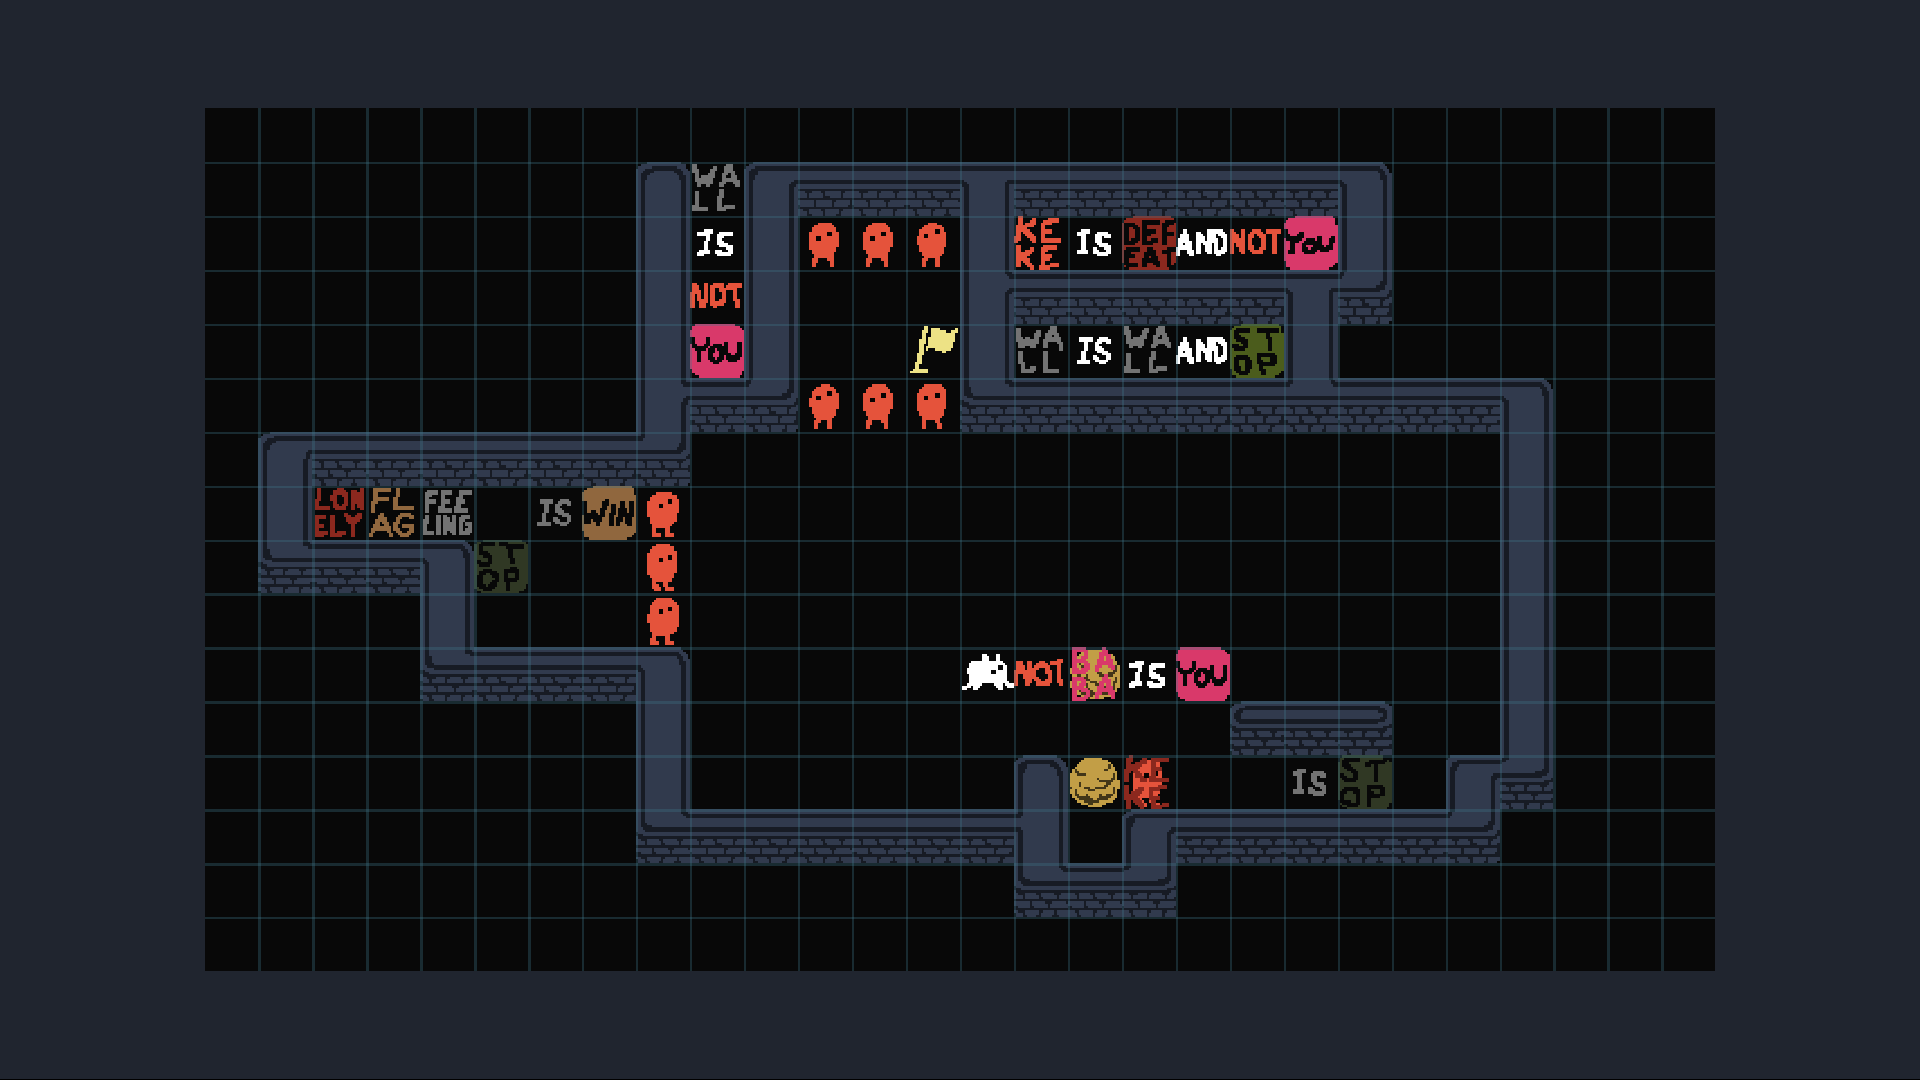 WALL
IS
NOT
YOU
KEKE IS DEFEAT AND NOT YOU
WALL IS WALL AND STOP
LONELY FLAG FEELING IS WIN
STOP
NOT BABA IS YOU
KEKE IS STOP